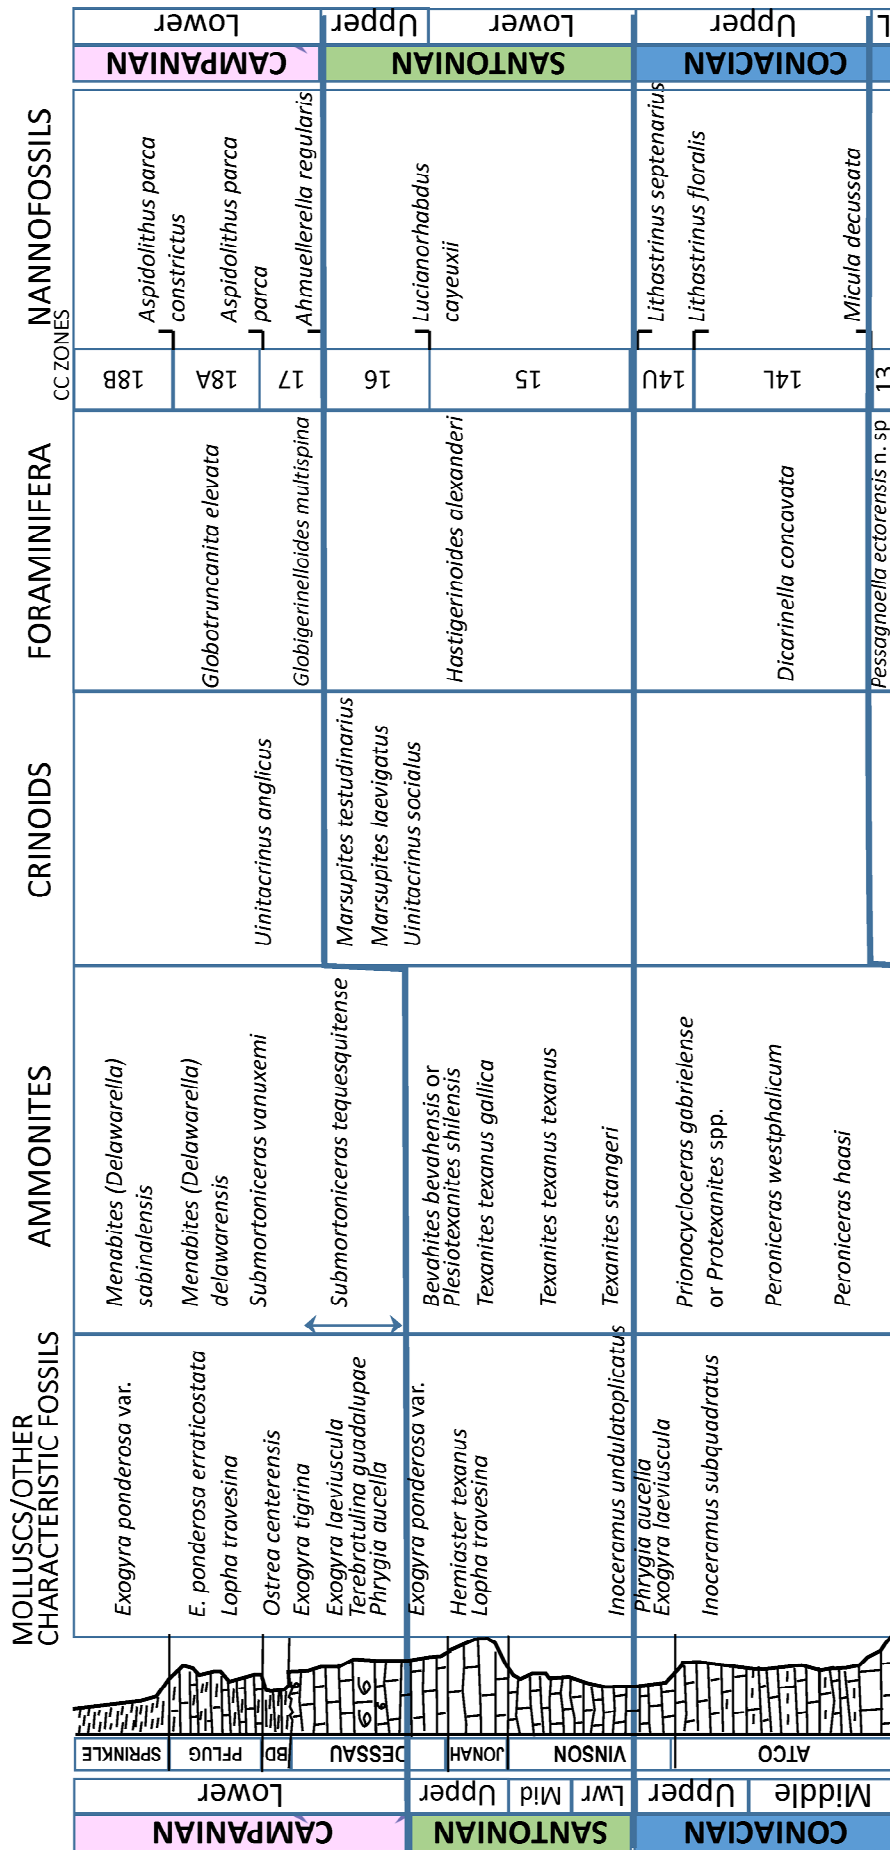 MOLLUSCS/OTHER
CHARACTERISTIC FOSSILS
AMMONITES
CRINOIDS
FORAMINIFERA
CC ZONES
NANNOFOSSILS
CAMPANIAN
Lower
SPRINKLE
PFLUG
BD
DESSAU
Exogyra ponderosa var.
E. ponderosa erraticostata
Lopha travesina
Ostrea centerensis
Exogyra tigrina
Exogyra laeviuscula
Terebratulina guadalupae
Phrygia aucella
Menabites (Delawarella)
sabinalensis
Menabites (Delawarella)
delawarensis
Submortoniceras vanuxemi
Submortoniceras tequesquitense
Uinitacrinus anglicus
Globotruncanita elevata
Globigerinelloides multispina
18B
18A
17
Aspidolithus parca
constrictus
Aspidolithus parca
parca
Ahmuellerella regularis
CAMPANIAN
Lower
SANTONIAN
Upper
Mid
Lwr
JONAH
VINSON
Exogyra ponderosa var.
Hemiaster texanus
Lopha travesina
Inoceramus undulatoplicatus
Bevahites bevahensis or
Plesiotexanites shilensis
Texanites texanus gallica
Texanites texanus texanus
Texanites stangeri
Marsupites testudinarius
Marsupites laevigatus
Uinitacrinus socialus
Hastigerinoides alexanderi
16
15
Lucianorhabdus
cayeuxii
SANTONIAN
Upper
Lower
CONIACIAN
Upper
Middle
ATCO
Phrygia aucella
Exogyra laeviuscula
Inoceramus subquadratus
Prionocycloceras gabrielense
or Protexanites spp.
Peroniceras westphalicum
Peroniceras haasi
Dicarinella concavata
Pessagnoella ectorensis n. sp
14U
14L
13
Lithastrinus septenarius
Lithastrinus floralis
Micula decussata
CONIACIAN
Upper
L